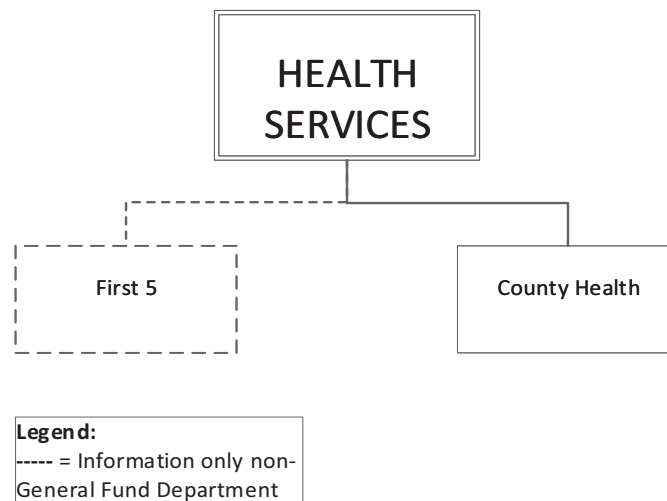 HEALTH
SERVICES
First 5
County Health
Legend:
----- = Information only non-
General Fund Department